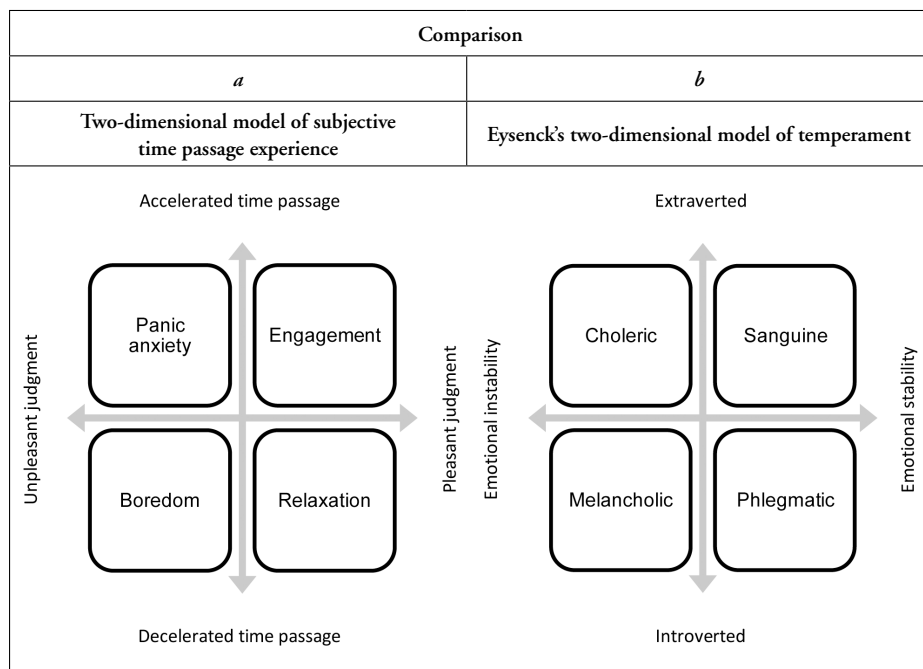 Comparison
a
b
Two-dimensional model of subjective
time passage experience
Eysenck's two-dimensional model of temperament
Accelerated time passage
Unpleasant judgment
Panic
anxiety
Engagement
Boredom
Relaxation
Pleasant judgment
Decelerated time passage
Extraverted
Emotional instability
Choleric
Sanguine
Melancholic
Phlegmatic
Emotional stability
Introverted